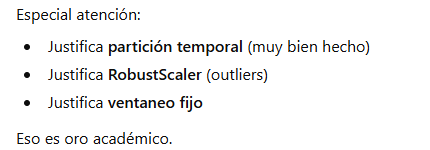 Especial atención:
• Justifica partición temporal (muy bien hecho)
• Justifica RobustScaler (outliers)
• Justifica ventaneo fijo
Eso es oro académico.